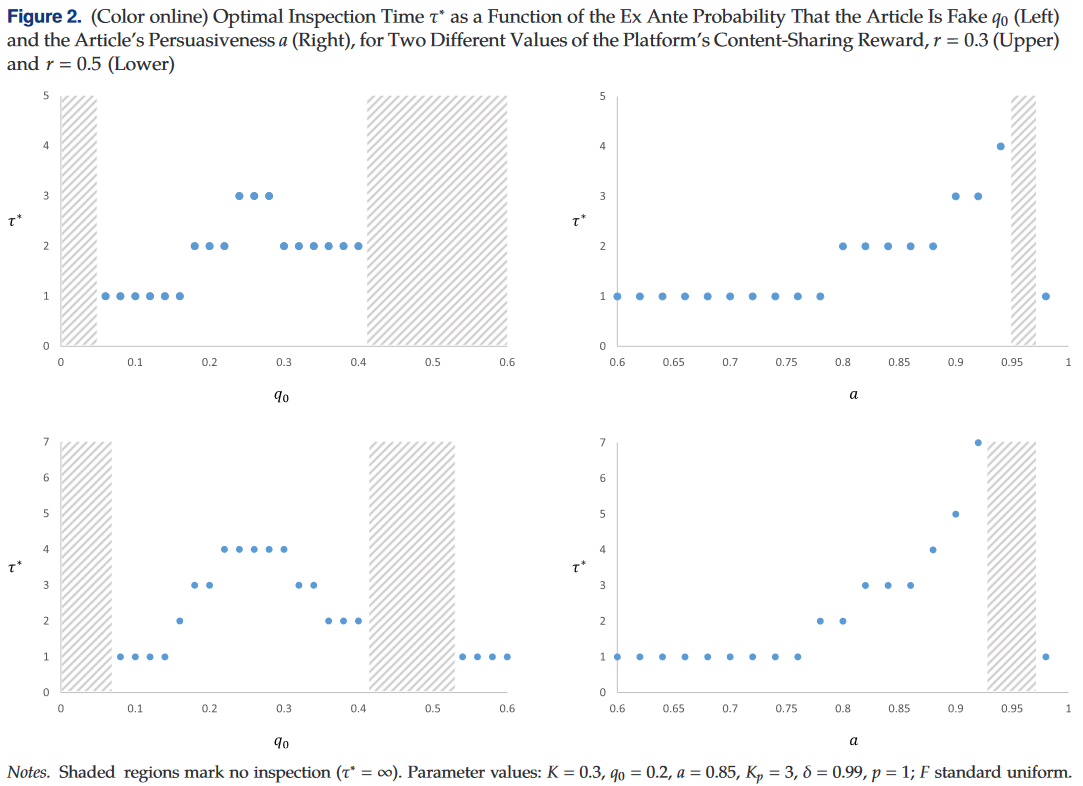 Figure 2. (Color online) Optimal Inspection Time τ* as a Function of the Ex Ante Probability That the Article Is Fake q₀ (Left)
and the Article's Persuasiveness a (Right), for Two Different Values of the Platform's Content-Sharing Reward, r = 0.3 (Upper)
and r = 0.5 (Lower)
5
4
3
τ*
2
1
0
0 0.1 0.2 0.3 0.4 0.5 0.6
q₀
5
4
3
τ*
2
1
0
0.6 0.65 0.7 0.75 0.8 0.85 0.9 0.95 1
a
7
6
5
4
τ*
3
2
1
0
0 0.1 0.2 0.3 0.4 0.5 0.6
q₀
7
6
5
4
τ*
3
2
1
0
0.6 0.65 0.7 0.75 0.8 0.85 0.9 0.95 1
a
Notes. Shaded regions mark no inspection (τ* = ∞). Parameter values: K = 0.3, q₀ = 0.2, a = 0.85, Kₚ = 3, δ = 0.99, p = 1; F standard uniform.